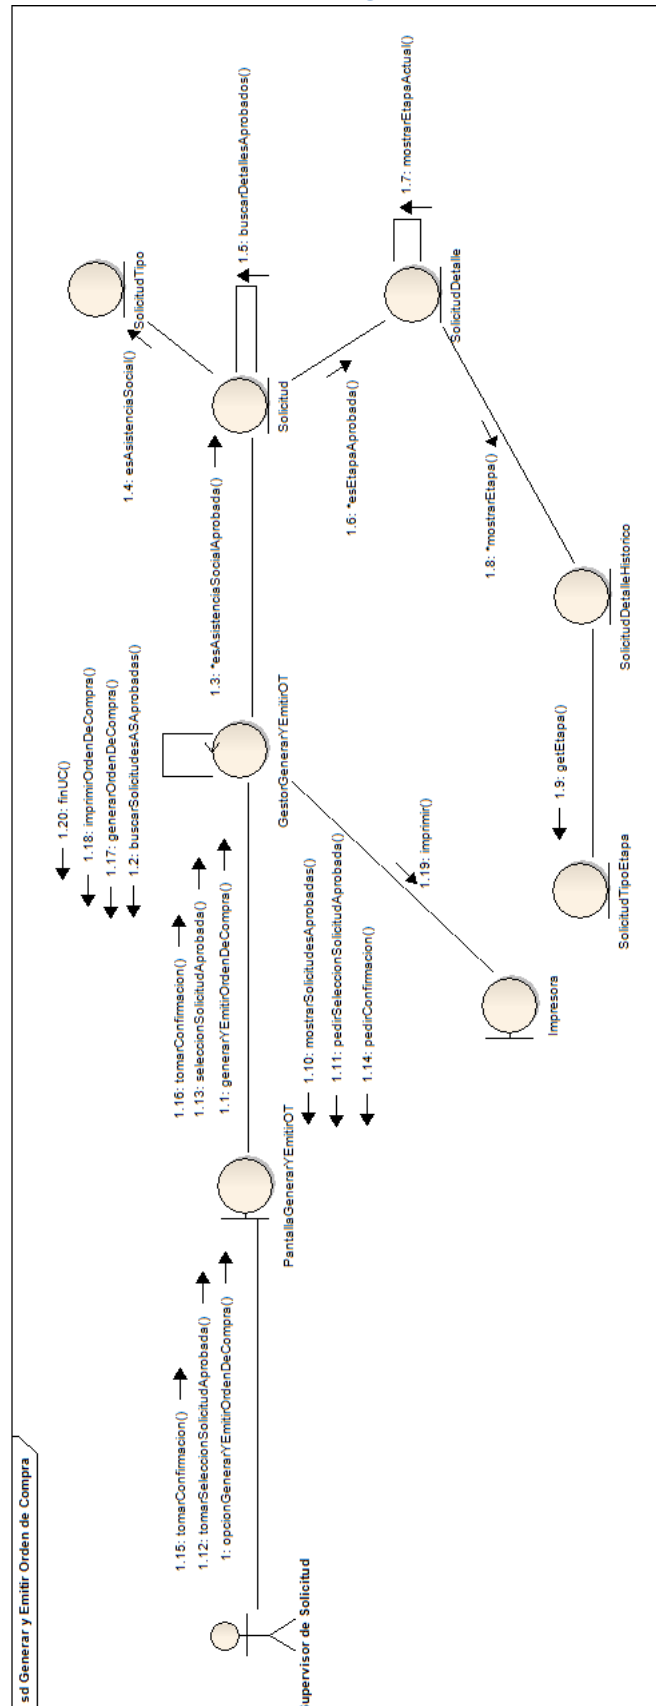 sd Generar y Emitir Orden de Compra
Supervisor de Solicitud
1.15: tomarConfirmacion()
1.12: tomarSeleccionSolicitudAprobada()
1: opcionGenerarYEmitirOrdenDeCompra()
PantallaGenerarYEmitirOT
1.16: tomarConfirmacion()
1.13: seleccionSolicitudAprobada()
1.1: generarYEmitirOrdenDeCompra()
1.10: mostrarSolicitudesAprobadas()
1.11: pedirSeleccionSolicitudAprobada()
1.14: pedirConfirmacion()
1.20: finUC()
1.18: imprimirOrdenDeCompra()
1.17: generarOrdenDeCompra()
1.2: buscarSolicitudesASAprobadas()
GestorGenerarYEmitirOT
1.19: imprimir()
Impresora
1.3: *esAsistenciaSocialAprobada()
Solicitud
1.4: esAsistenciaSocial()
SolicitudTipo
1.5: buscarDetallesAprobados()
1.6: *esEtapaAprobada()
SolicitudDetalle
1.7: mostrarEtapaActual()
1.8: *mostrarEtapa()
SolicitudDetalleHistorico
1.9: getEtapa()
SolicitudTipoEtapa